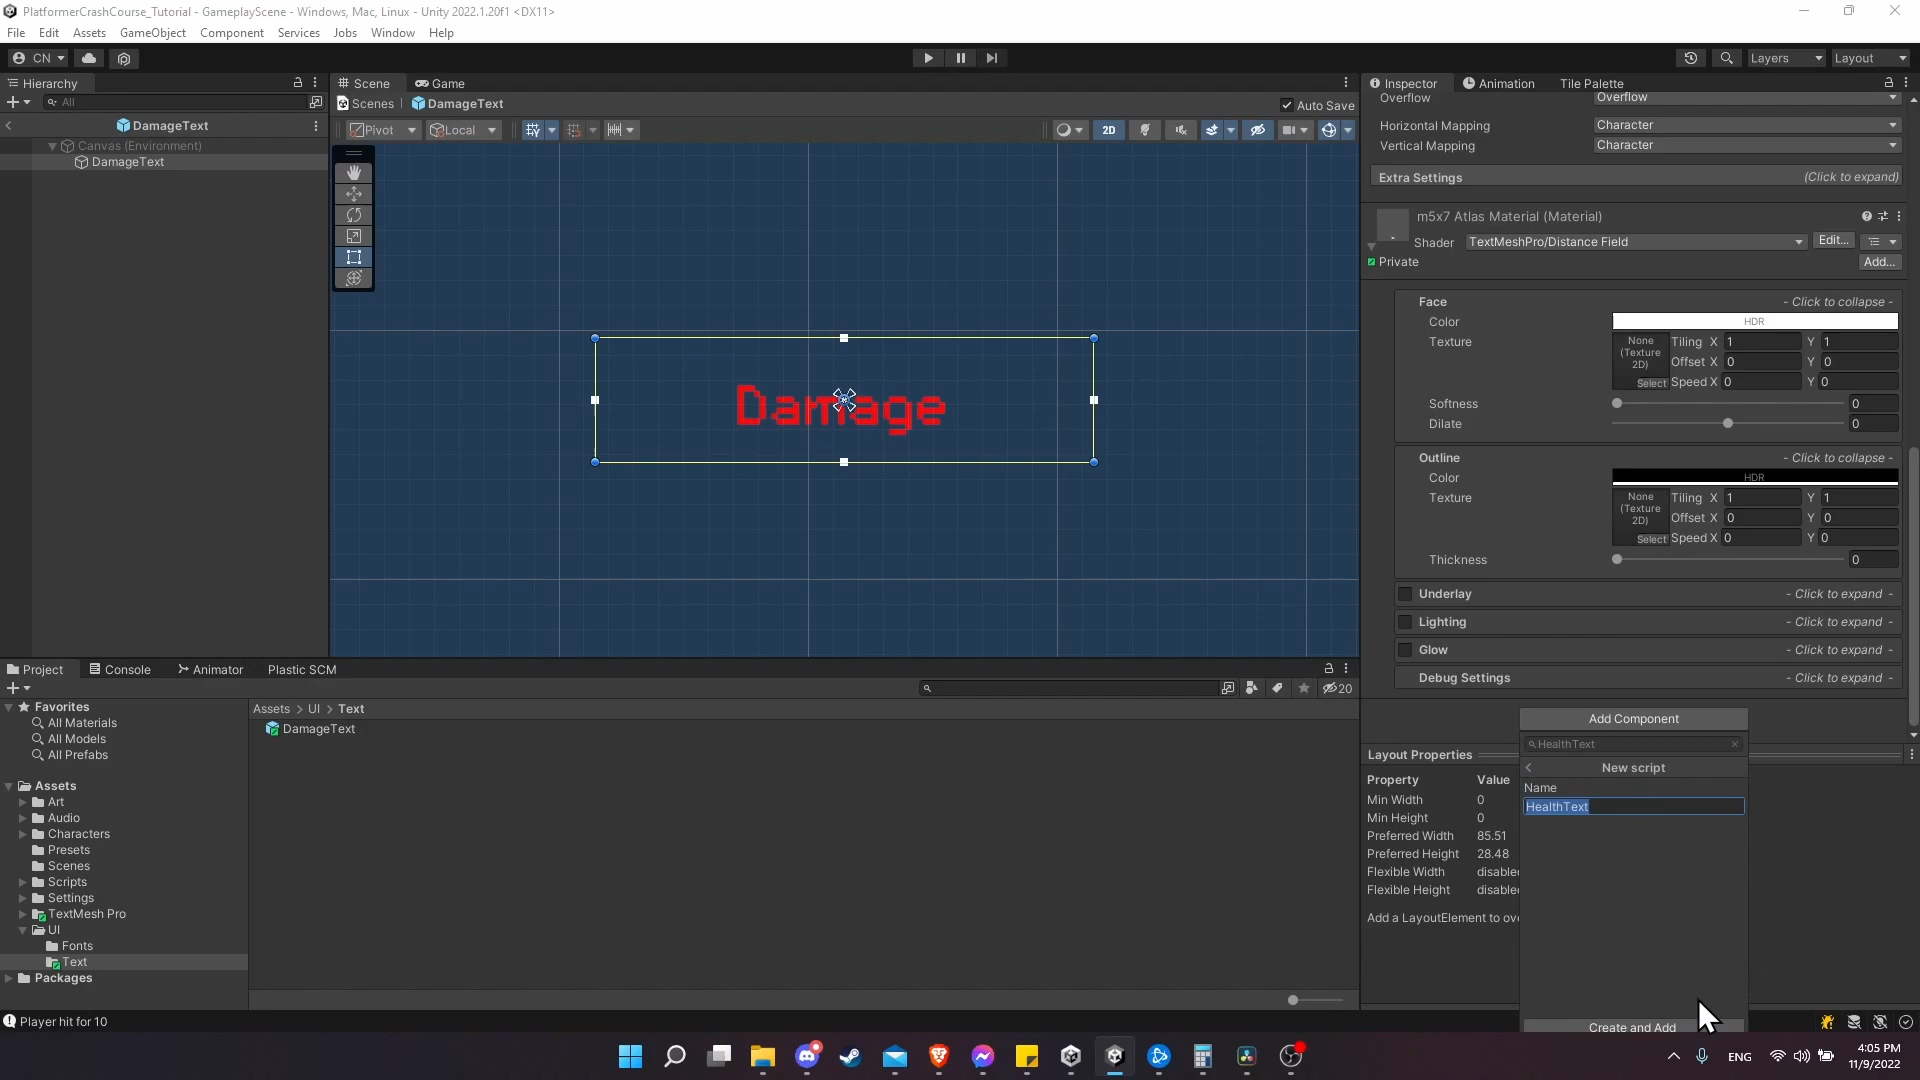 PlatformerCrashCourse_Tutorial - GameplayScene - Windows, Mac, Linux - Unity 2022.1.20f1 <DX11>
File Edit Assets GameObject Component Services Jobs Window Help
CN Layers Layout
Hierarchy Scene Game Inspector Animation Tile Palette
All Scenes DamageText Auto Save Overflow Overflow
DamageText Pivot Local 2D Horizontal Mapping Character
Canvas (Environment) Vertical Mapping Character
DamageText
Extra Settings (Click to expand)
m5x7 Atlas Material (Material)
Shader TextMeshPro/Distance Field Edit...
Private Add...
Face - Click to collapse -
Color HDR
Texture None (Texture 2D) Select Tiling X 1 Y 1
Offset X 0 Y 0
Speed X 0 Y 0
Softness 0
Dilate 0
Damage
Outline - Click to collapse -
Color HDR
Texture None (Texture 2D) Select Tiling X 1 Y 1
Offset X 0 Y 0
Speed X 0 Y 0
Thickness 0
Underlay - Click to expand -
Lighting - Click to expand -
Glow - Click to expand -
Debug Settings - Click to expand -
Add Component
HealthText
New script
Name
HealthText
Create and Add
Layout Properties
Property Value
Min Width 0
Min Height 0
Preferred Width 85.51
Preferred Height 28.48
Flexible Width disable
Flexible Height disable
Add a LayoutElement to ov
Project Console Animator Plastic SCM
20
Favorites
All Materials
All Models
All Prefabs
Assets
Art
Audio
Characters
Presets
Scenes
Scripts
Settings
TextMesh Pro
UI
Fonts
Text
Packages
Assets > UI > Text
DamageText
Player hit for 10
ENG 4:05 PM
11/9/2022